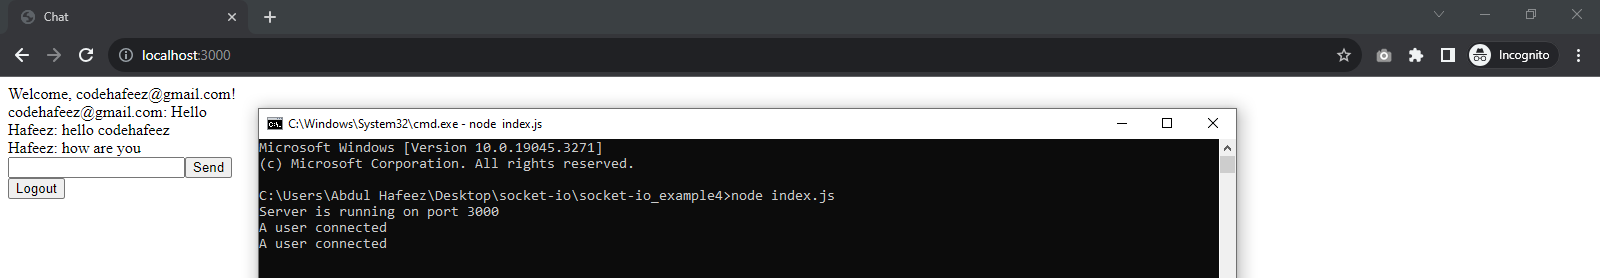 Chat
localhost:3000
Incognito
Welcome, codehafeez@gmail.com!
codehafeez@gmail.com: Hello
Hafeez: hello codehafeez
Hafeez: how are you
Send
Logout
C:\Windows\System32\cmd.exe - node index.js
Microsoft Windows [Version 10.0.19045.3271]
(c) Microsoft Corporation. All rights reserved.
C:\Users\Abdul Hafeez\Desktop\socket-io\socket-io_example4>node index.js
Server is running on port 3000
A user connected
A user connected